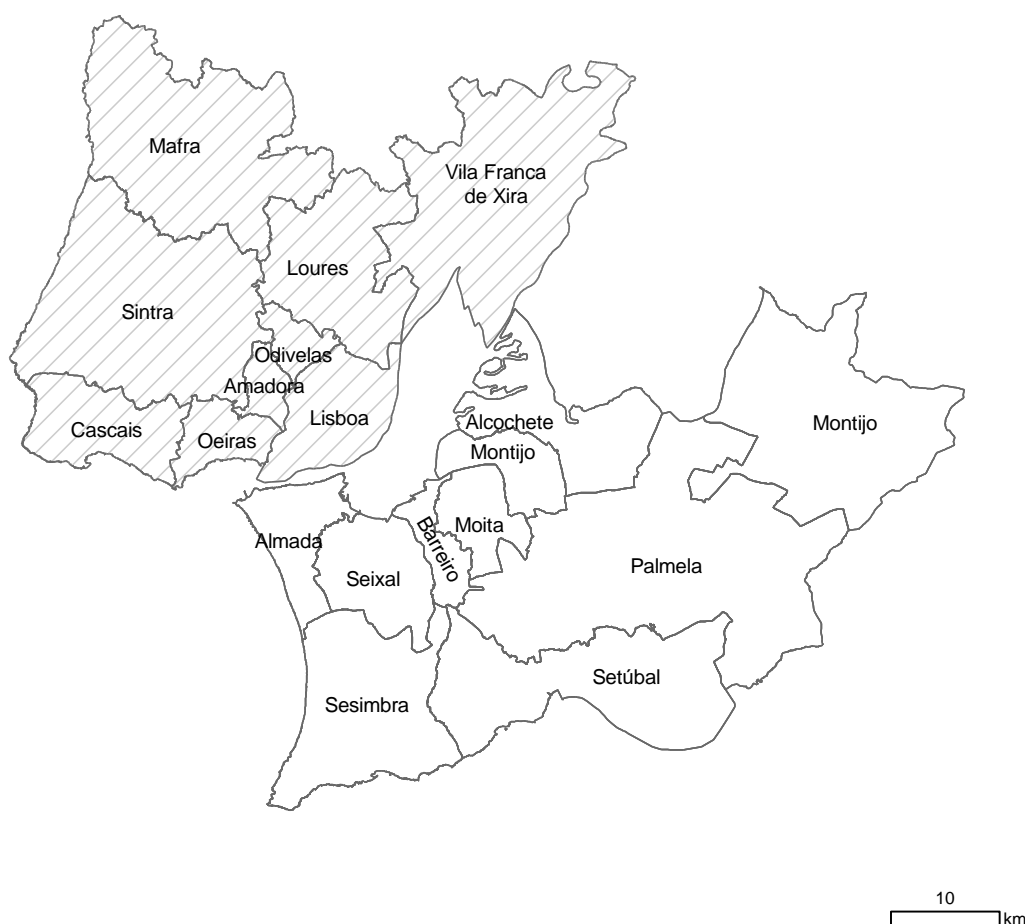 Mafra
Vila Franca
de Xira
Loures
Sintra
Odivelas
Amadora
Lisboa
Cascais
Oeiras
Alcochete
Montijo
Montijo
Almada
Barreiro
Moita
Seixal
Palmela
Setúbal
Sesimbra
10
km